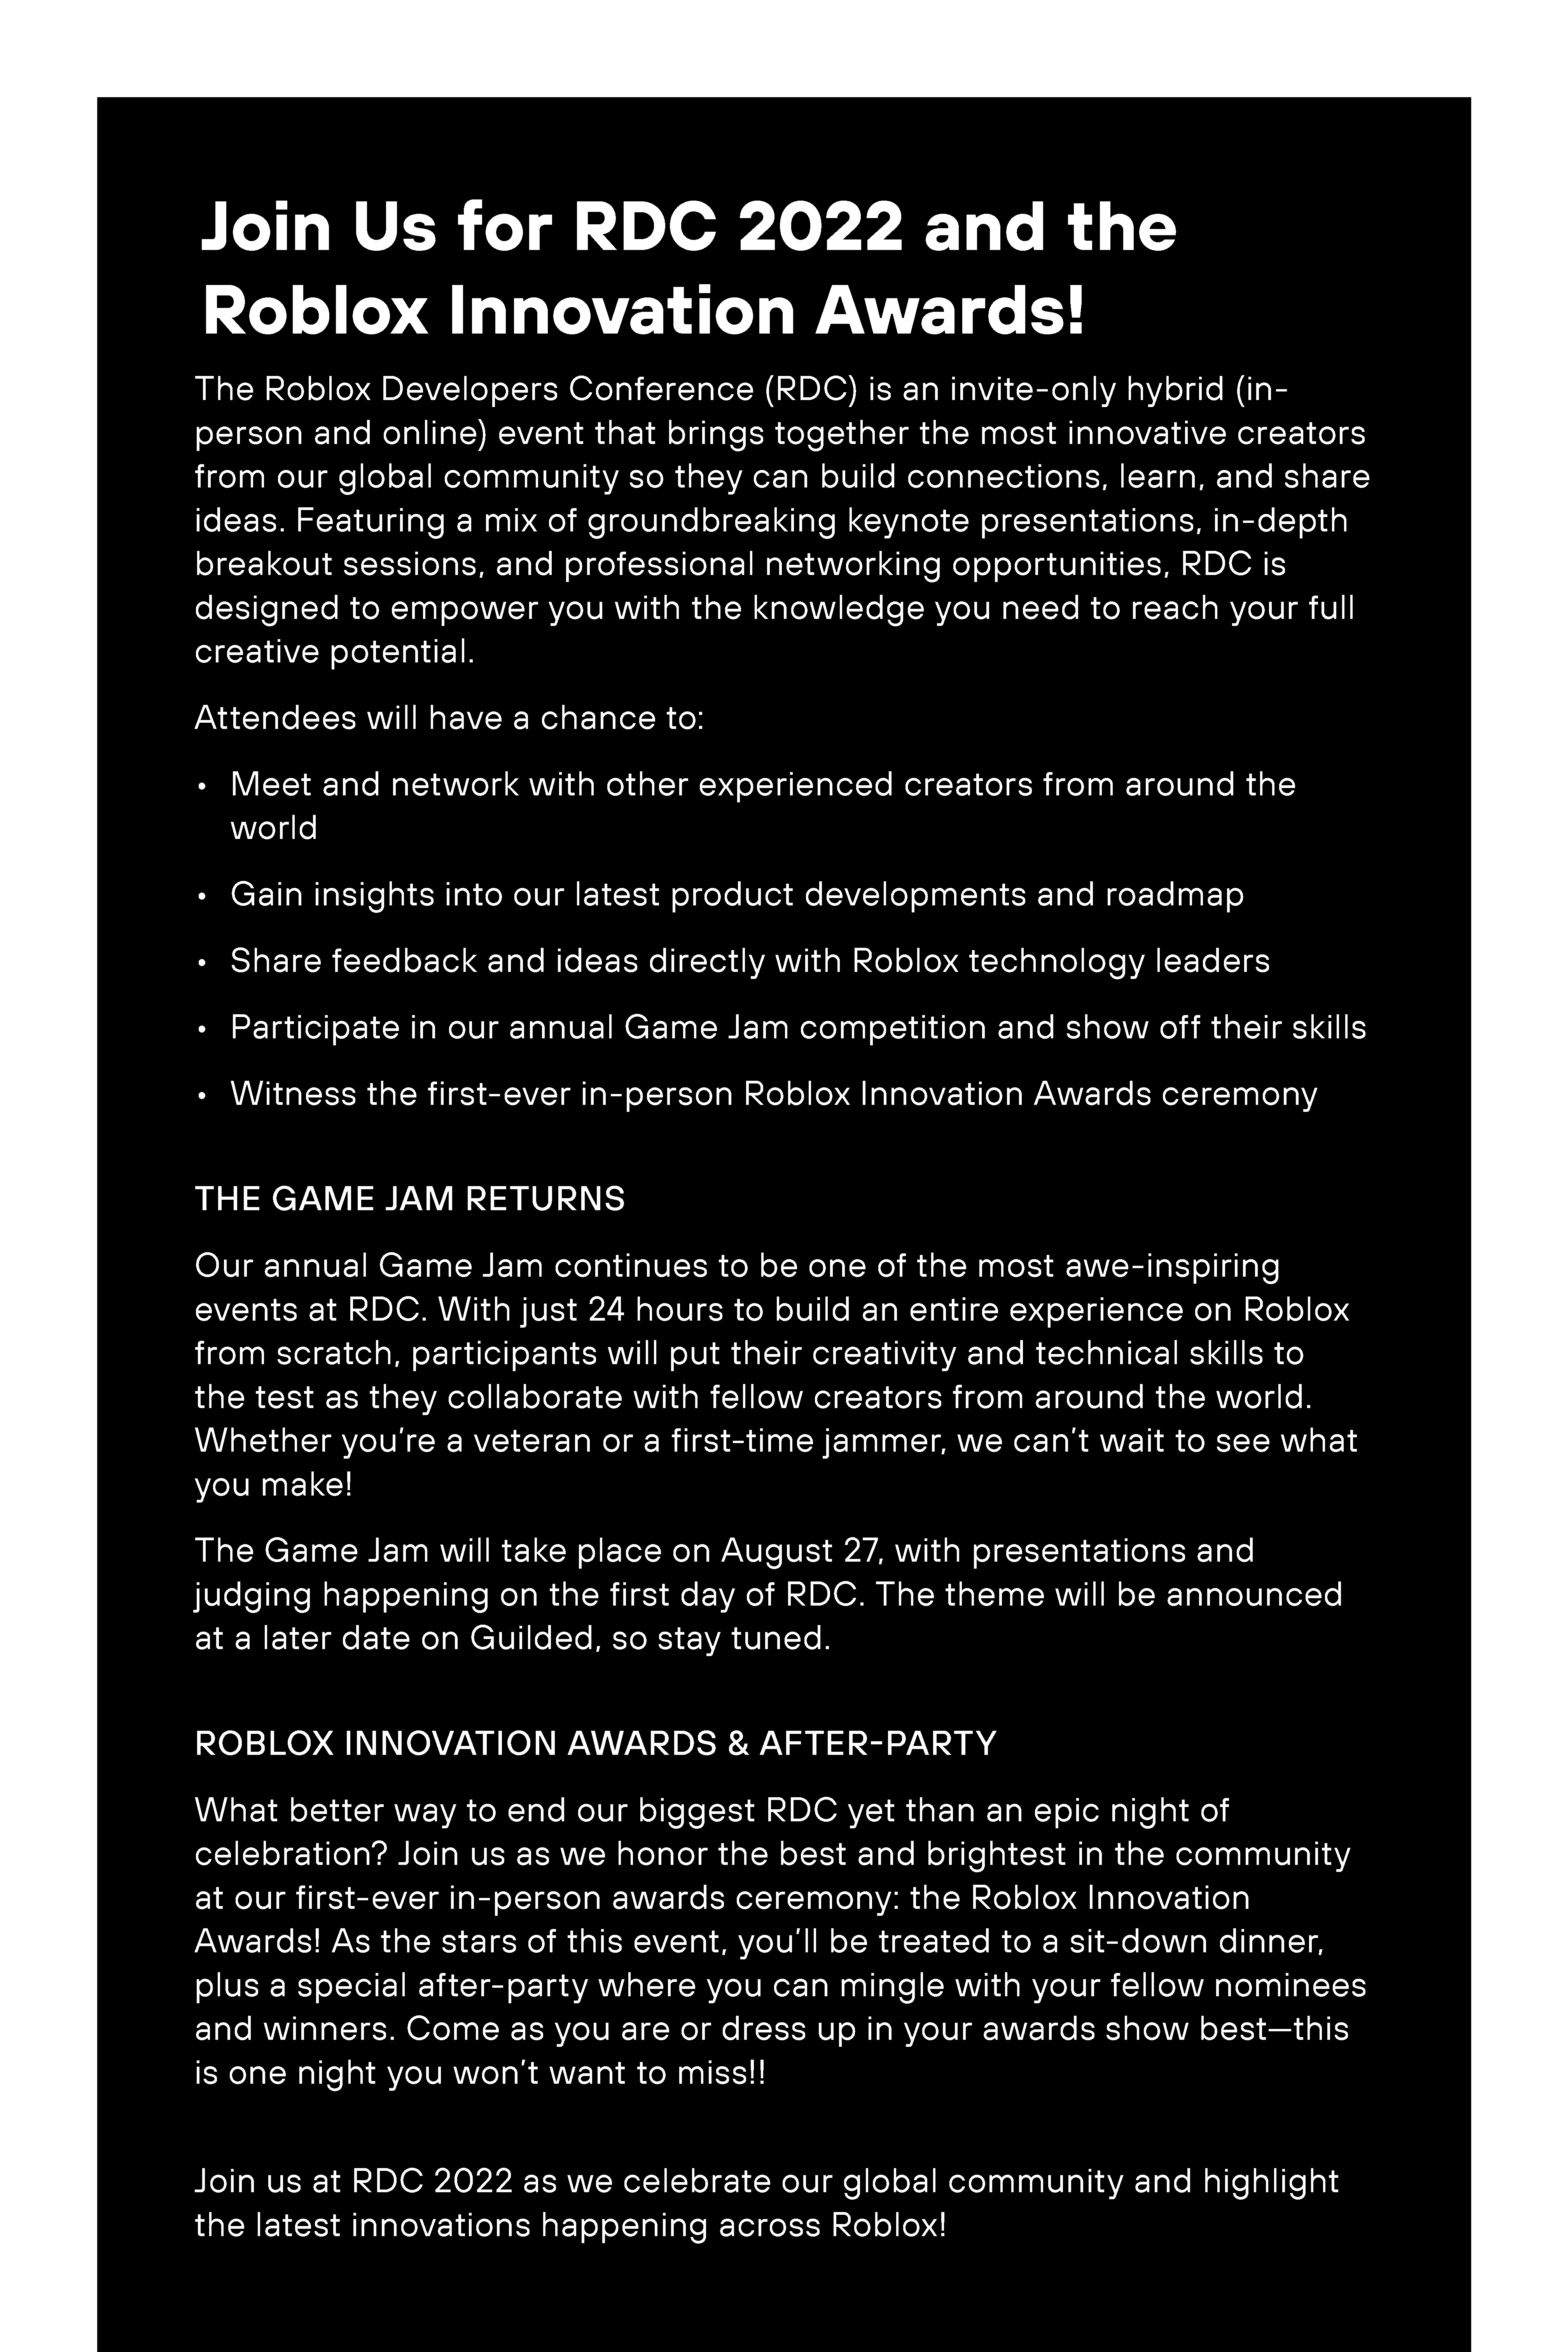 Join Us for RDC 2022 and the
Roblox Innovation Awards!
The Roblox Developers Conference (RDC) is an invite-only hybrid (in-
person and online) event that brings together the most innovative creators
from our global community so they can build connections, learn, and share
ideas. Featuring a mix of groundbreaking keynote presentations, in-depth
breakout sessions, and professional networking opportunities, RDC is
designed to empower you with the knowledge you need to reach your full
creative potential.
Attendees will have a chance to:
• Meet and network with other experienced creators from around the
world
• Gain insights into our latest product developments and roadmap
• Share feedback and ideas directly with Roblox technology leaders
• Participate in our annual Game Jam competition and show off their skills
• Witness the first-ever in-person Roblox Innovation Awards ceremony
THE GAME JAM RETURNS
Our annual Game Jam continues to be one of the most awe-inspiring
events at RDC. With just 24 hours to build an entire experience on Roblox
from scratch, participants will put their creativity and technical skills to
the test as they collaborate with fellow creators from around the world.
Whether you’re a veteran or a first-time jammer, we can’t wait to see what
you make!
The Game Jam will take place on August 27, with presentations and
judging happening on the first day of RDC. The theme will be announced
at a later date on Guilded, so stay tuned.
ROBLOX INNOVATION AWARDS & AFTER-PARTY
What better way to end our biggest RDC yet than an epic night of
celebration? Join us as we honor the best and brightest in the community
at our first-ever in-person awards ceremony: the Roblox Innovation
Awards! As the stars of this event, you’ll be treated to a sit-down dinner,
plus a special after-party where you can mingle with your fellow nominees
and winners. Come as you are or dress up in your awards show best—this
is one night you won’t want to miss!!
Join us at RDC 2022 as we celebrate our global community and highlight
the latest innovations happening across Roblox!